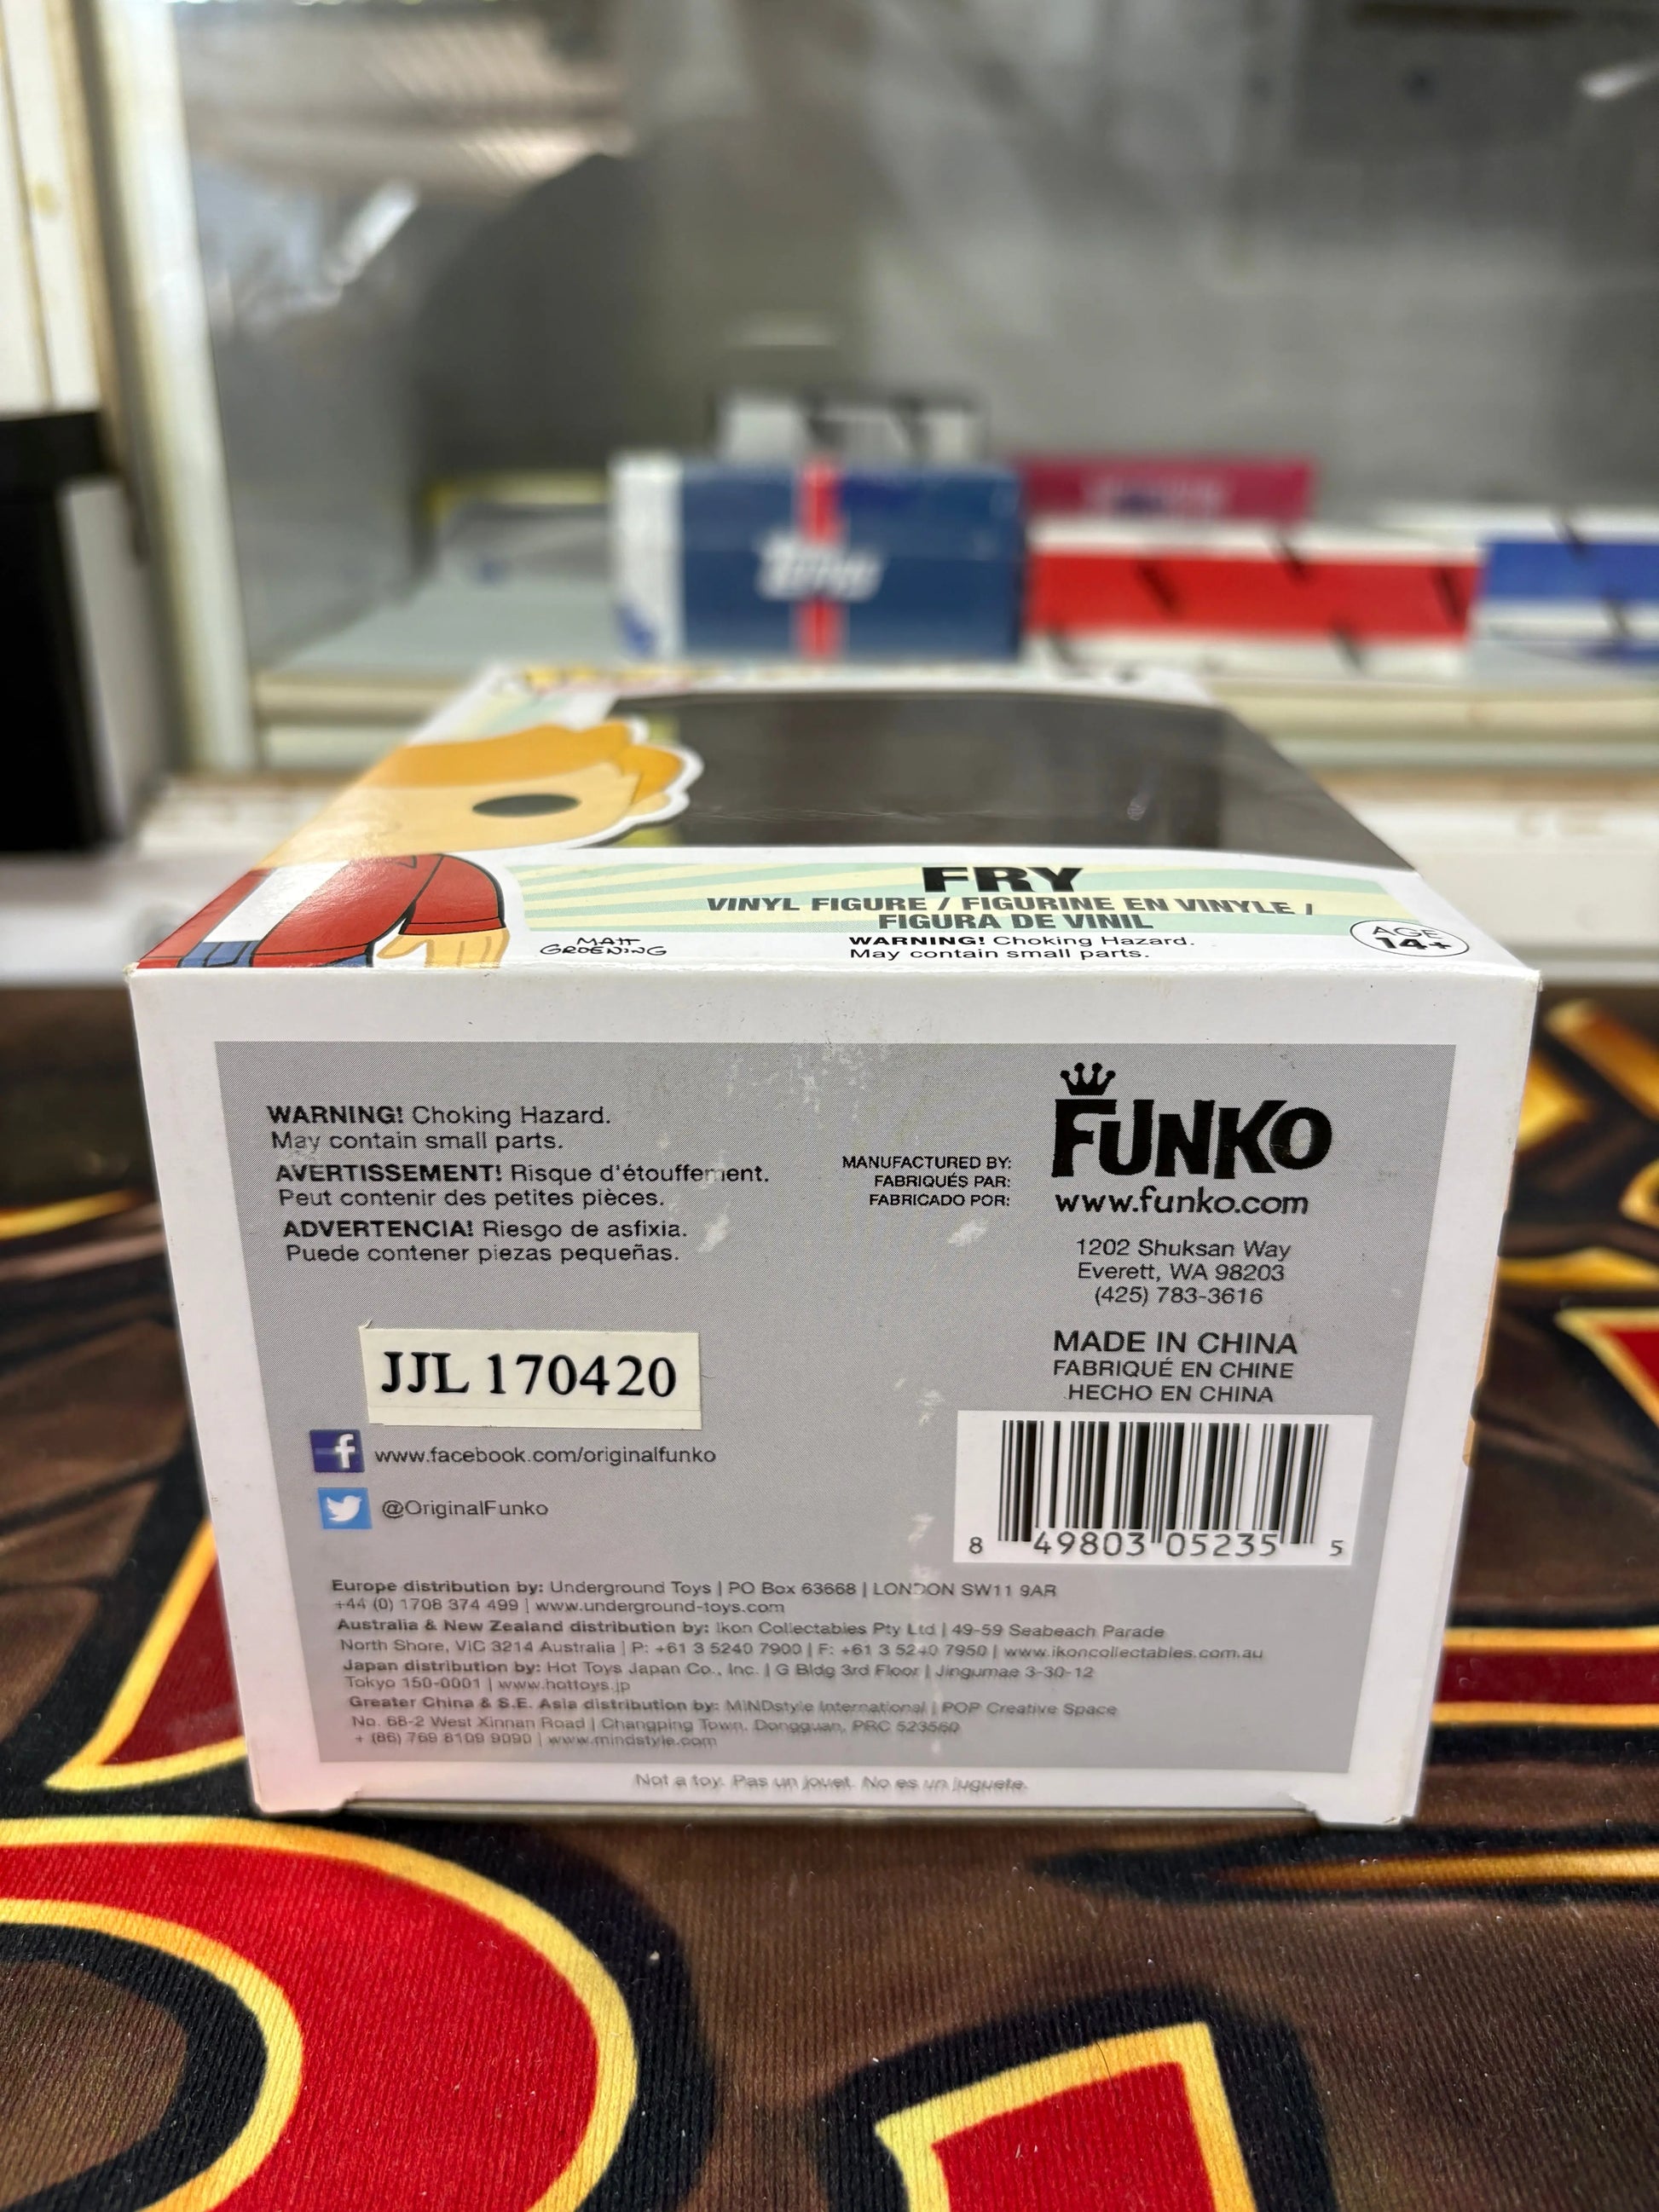 topps
FRY
VINYL FIGURE / FIGURINE EN VINYLE /
FIGURA DE VINIL
MATT
GROENING
WARNING! Choking Hazard.
May contain small parts.
AGE
14+
WARNING! Choking Hazard.
May contain small parts.
AVERTISSEMENT! Risque d'étouffement.
Peut contenir des petites pièces.
ADVERTENCIA! Riesgo de asfixia.
Puede contener piezas pequeñas.
MANUFACTURED BY:
FABRIQUÉS PAR:
FABRICADO POR:
FUNKO
www.funko.com
1202 Shuksan Way
Everett, WA 98203
(425) 783-3616
MADE IN CHINA
FABRIQUÉ EN CHINE
HECHO EN CHINA
JJL 170420
www.facebook.com/originalfunko
@OriginalFunko
8 49803 05235 5
Europe distribution by: Underground Toys | PO Box 63668 | LONDON SW11 9AR
+44 (0) 1708 374 499 | www.underground-toys.com
Australia & New Zealand distribution by: Ikon Collectables Pty Ltd | 49-59 Seabeach Parade
North Shore, VIC 3214 Australia | P: +61 3 5240 7900 | F: +61 3 5240 7950 | www.ikoncollectables.com.au
Japan distribution by: Hot Toys Japan Co., Inc. | G Bldg 3rd Floor | Jingumae 3-30-12
Tokyo 150-0001 | www.hottoys.jp
Greater China & S.E. Asia distribution by: MINDstyle International | POP Creative Space
No. 68-2 West Xinnan Road | Changping Town, Dongguan, PRC 523560
+ (86) 769 8109 9090 | www.mindstyle.com
Not a toy. Pas un jouet. No es un juguete.